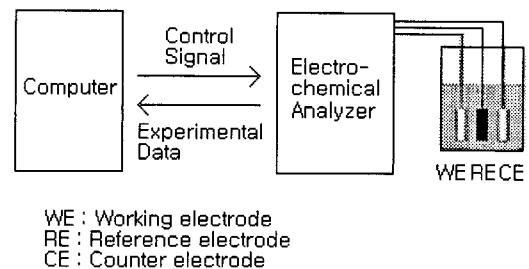 Control
Signal
Computer
Experimental
Data
Electro-
chemical
Analyzer
WE RE CE
WE : Working electrode
RE : Reference electrode
CE : Counter electrode